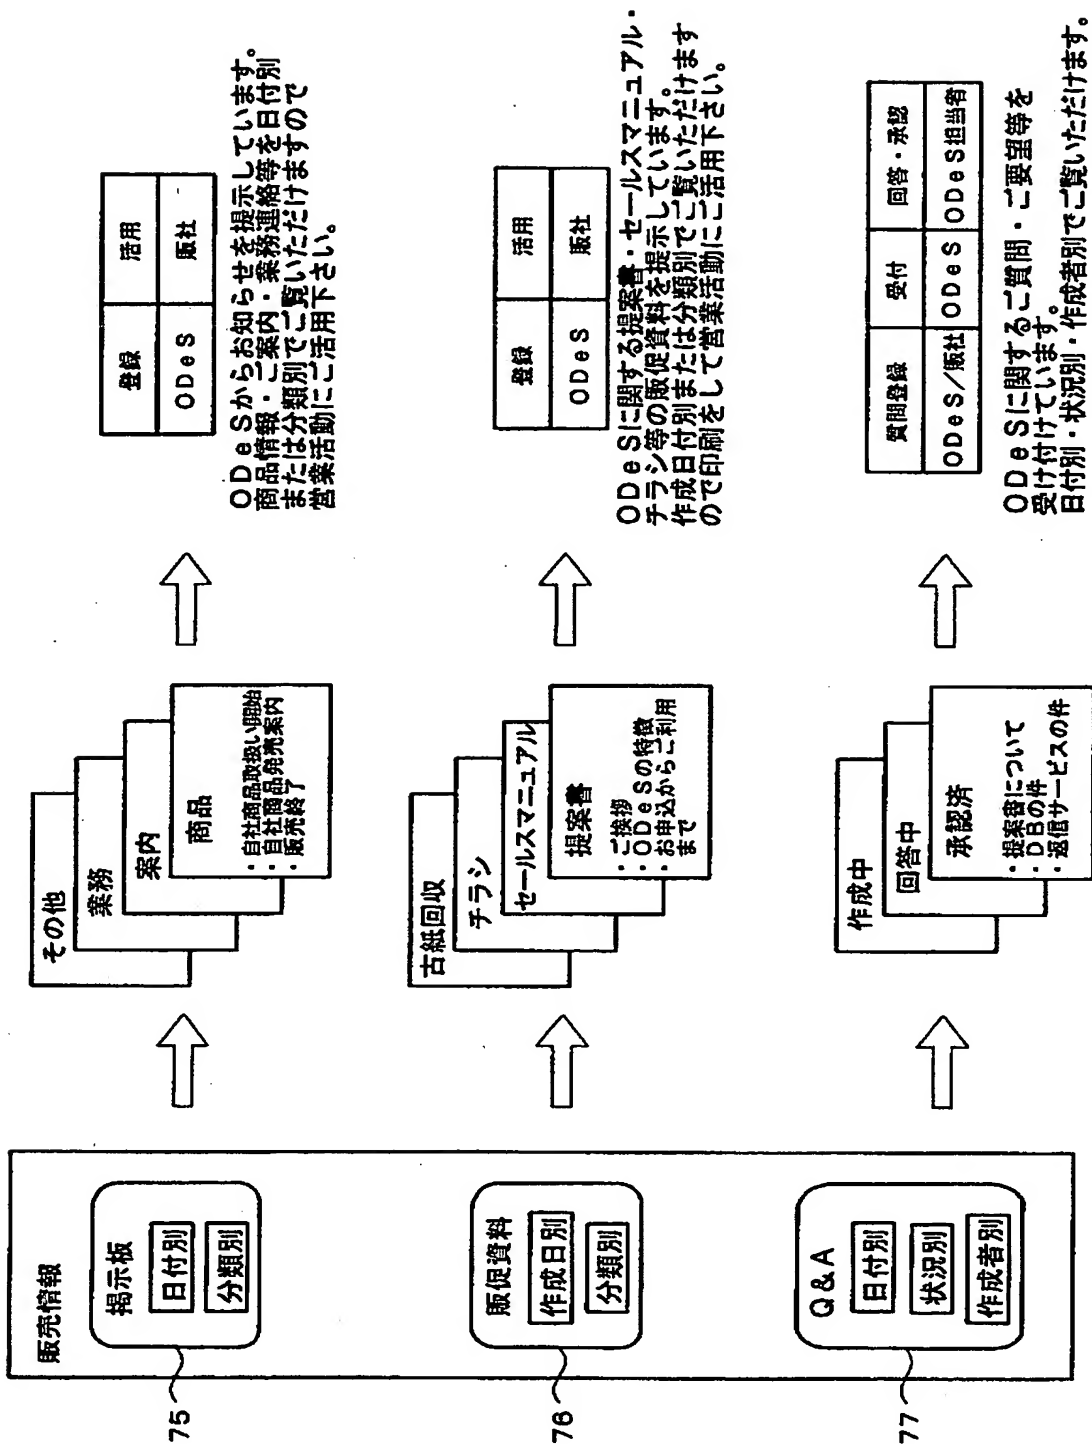 販売情報
75
掲示板
日付別
分類別
その他
業務
案内
商品
・自社商品取扱い開始
・自社商品発売案内
・販売終了
登録 活用
ODeS 販社
ODeSからお知らせを提示しています。
商品情報・ご案内・業務連絡等を日付別
または分類別でご覧いただけますので
営業活動にご活用下さい。
76
販促資料
作成日別
分類別
古紙回収
チラシ
セールスマニュアル
提案書
・ご挨拶
・ODeSの特徴
・お申込からご利用
まで
登録 活用
ODeS 販社
ODeSに関する提案書・セールスマニュアル・
チラシ等の販促資料を提示しています。
作成日付別または分類別でご覧いただけます
ので印刷をして営業活動にご活用下さい。
77
Q&A
日付別
状況別
作成者別
作成中
回答中
承認済
・提案書について
・DBの件
・返信サービスの件
質問登録 受付 回答・承認
ODeS/販社 ODeS ODeS担当者
ODeSに関するご質問・ご要望等を
受け付けています。
日付別・状況別・作成者別でご覧いただけます。